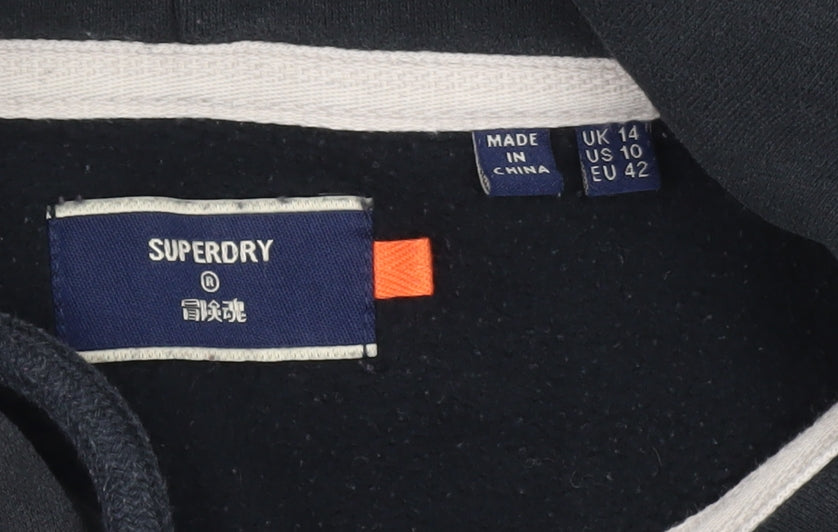 MADE
IN
CHINA
UK 14
US 10
EU 42
SUPERDRY
®
冒険魂